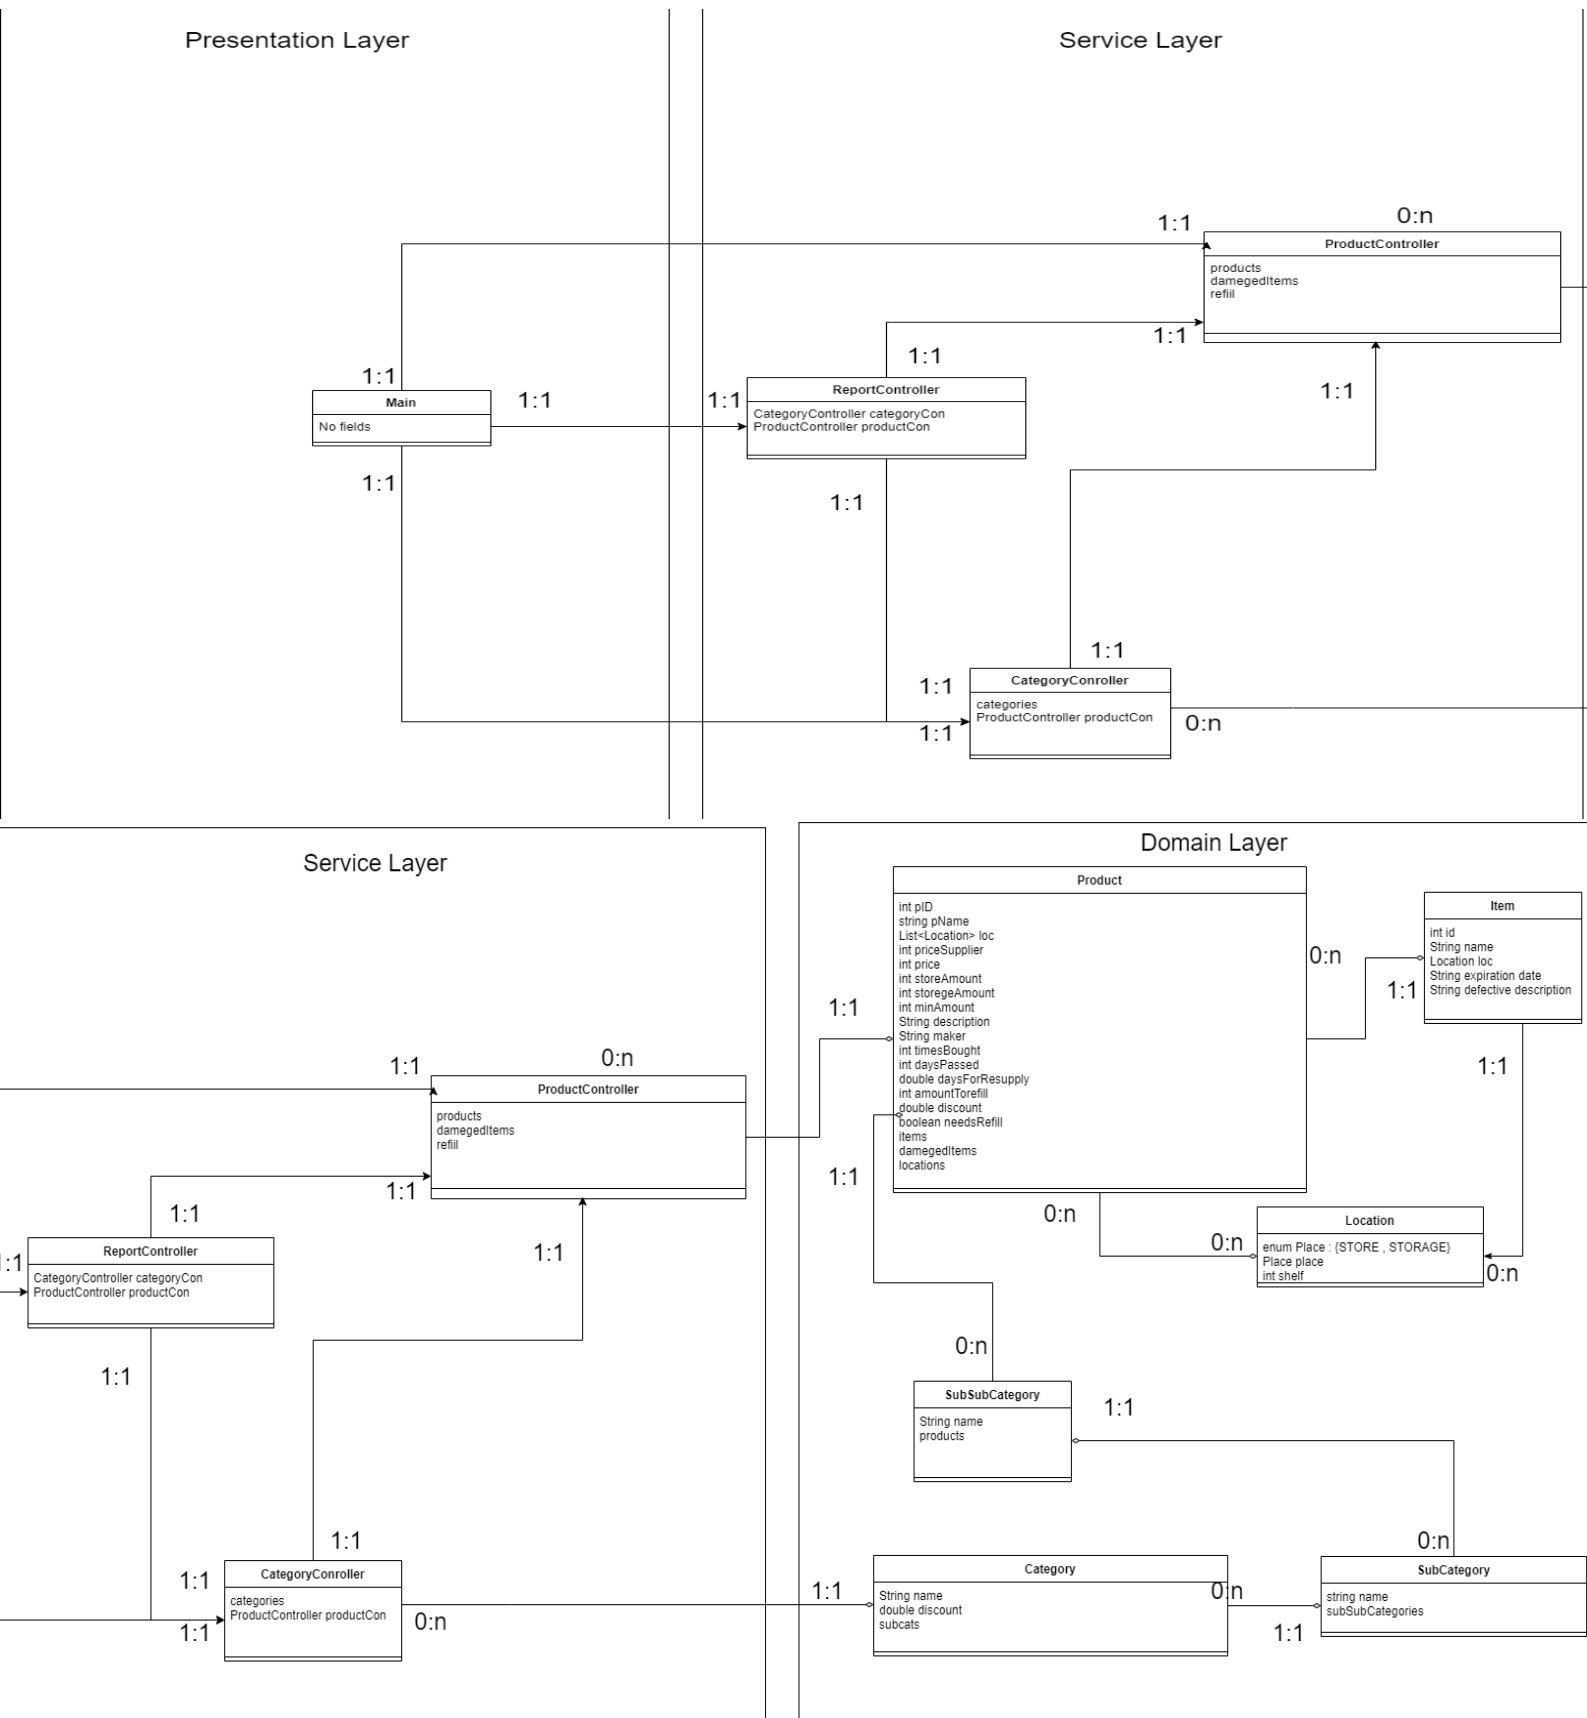 Presentation Layer
Service Layer
0:n
1:1
ProductController
products
damegedItems
refiil
1:1
1:1
1:1
Main
No fields
1:1
1:1
ReportController
CategoryController categoryCon
ProductController productCon
1:1
1:1
1:1
1:1
CategoryConroller
categories
ProductController productCon
1:1
1:1
0:n
Service Layer
Domain Layer
Product
int pID
string pName
List<Location> loc
int priceSupplier
int price
int storeAmount
int storegeAmount
int minAmount
String description
String maker
int timesBought
int daysPassed
double daysForResupply
int amountTorefill
double discount
boolean needsRefill
items
damegedItems
locations
Item
int id
String name
Location loc
String expiration date
String defective description
0:n
1:1
1:1
1:1
0:n
1:1
ProductController
products
damegedItems
refiil
1:1
1:1
1:1
0:n
0:n
Location
enum Place : {STORE , STORAGE}
Place place
int shelf
0:n
1:1
ReportController
CategoryController categoryCon
ProductController productCon
:1
1:1
1:1
0:n
SubSubCategory
String name
products
1:1
1:1
0:n
CategoryConroller
categories
ProductController productCon
1:1
1:1
0:n
1:1
Category
String name
double discount
subcats
0:n
1:1
SubCategory
string name
subSubCategories